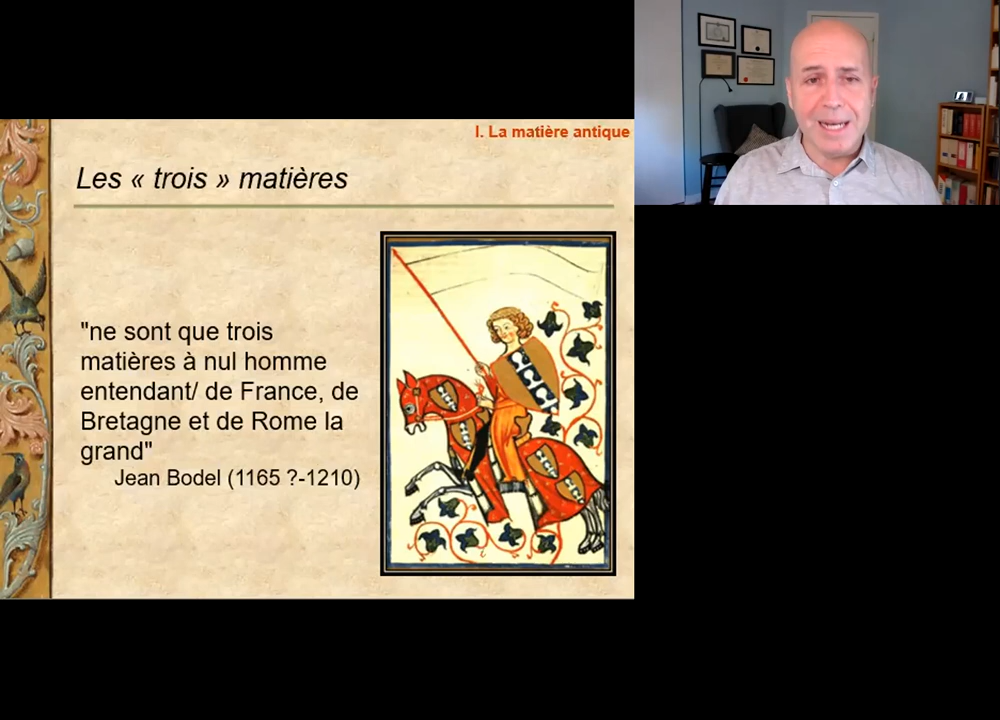 I. La matière antique
Les « trois » matières
"ne sont que trois
matières à nul homme
entendant/ de France, de
Bretagne et de Rome la
grand"
Jean Bodel (1165 ?-1210)